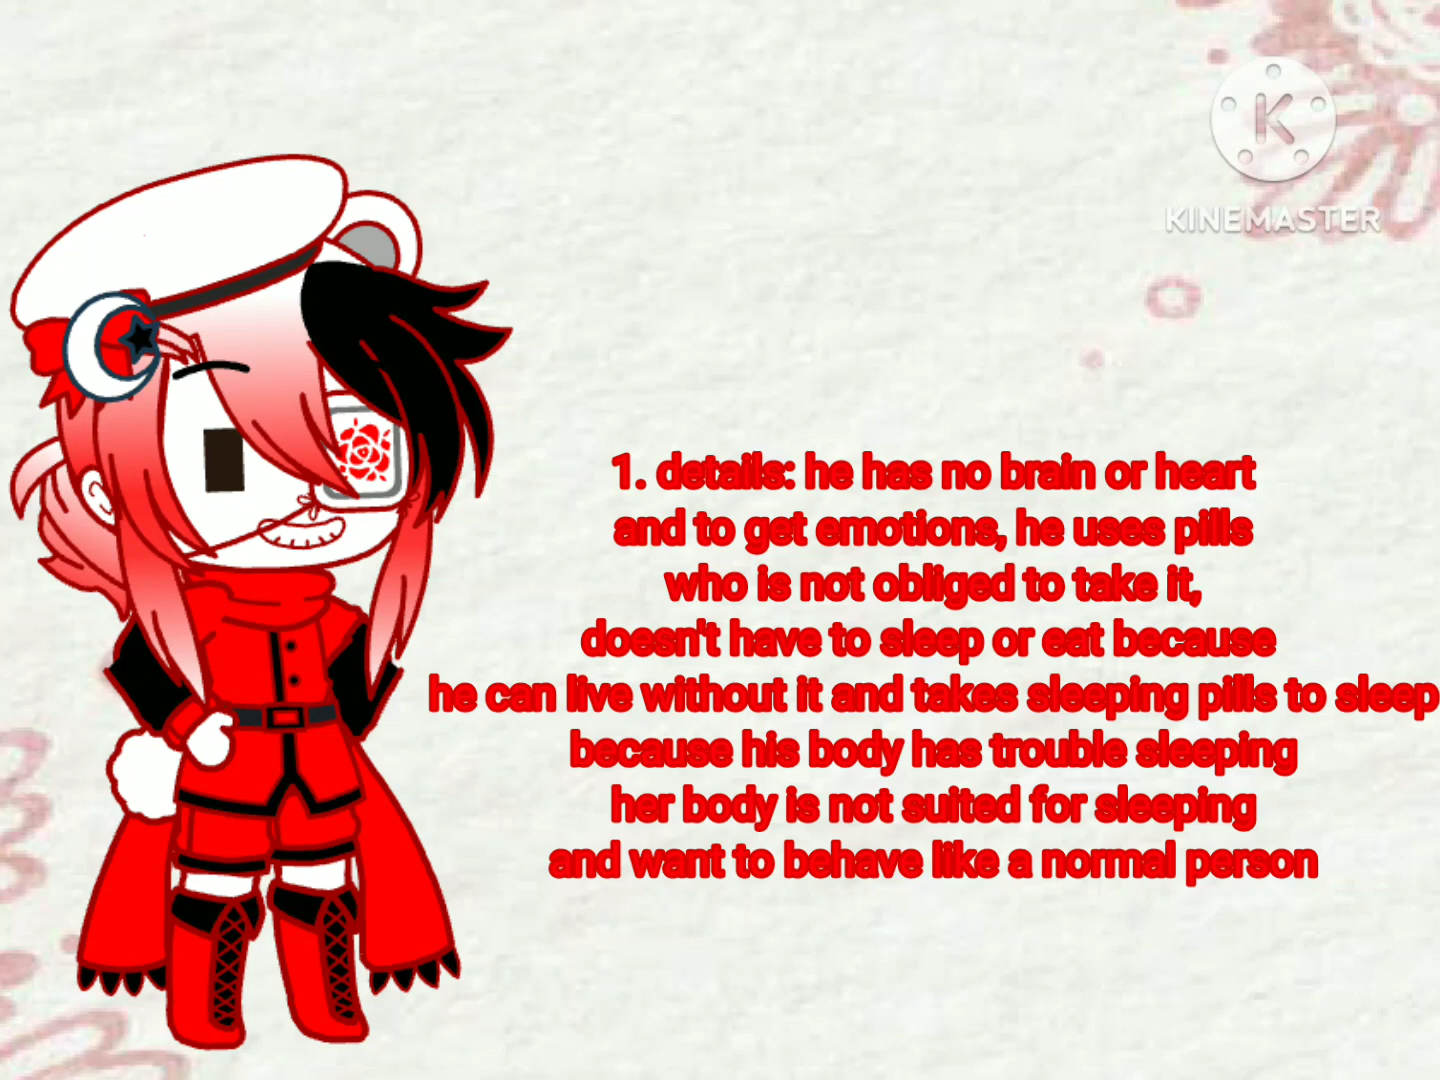 KINEMASTER
1. details: he has no brain or heart
and to get emotions, he uses pills
who is not obliged to take it,
doesn't have to sleep or eat because
he can live without it and takes sleeping pills to sleep
because his body has trouble sleeping
her body is not suited for sleeping
and want to behave like a normal person